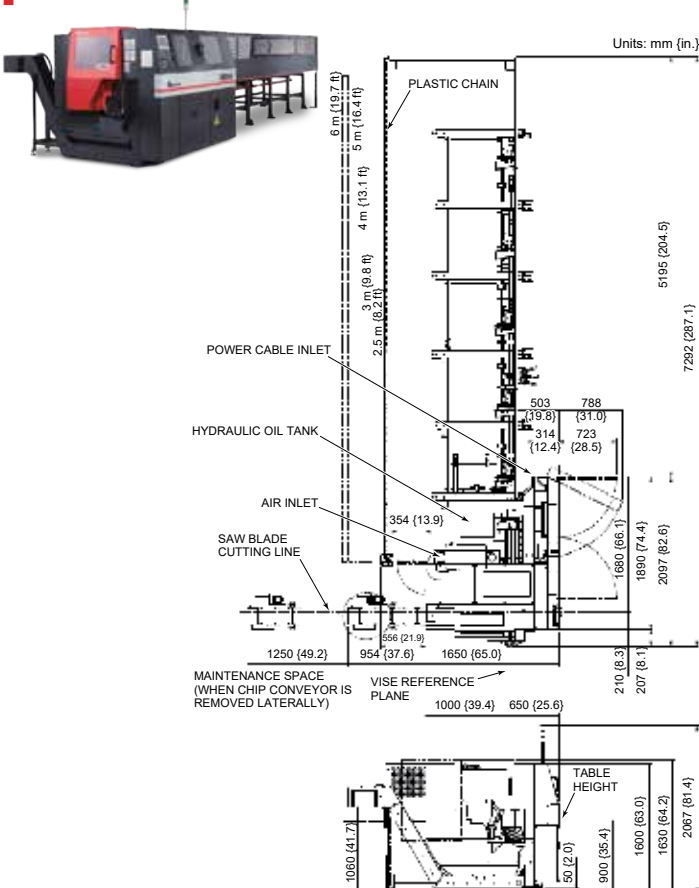 Units: mm {in.}
PLASTIC CHAIN
6 m {19.7 ft}
5 m {16.4 ft}
4 m {13.1 ft}
3 m {9.8 ft}
2.5 m {8.2 ft}
5195 {204.5}
7292 {287.1}
POWER CABLE INLET
503
{19.8}
788
{31.0}
314
{12.4}
723
{28.5}
HYDRAULIC OIL TANK
AIR INLET
354 {13.9}
SAW BLADE
CUTTING LINE
1680 {66.1}
1890 {74.4}
2097 {82.6}
556 {21.9}
1250 {49.2}
954 {37.6}
1650 {65.0}
210 {8.3}
207 {8.1}
MAINTENANCE SPACE
(WHEN CHIP CONVEYOR IS
REMOVED LATERALLY)
VISE REFERENCE
PLANE
1000 {39.4}
650 {25.6}
TABLE
HEIGHT
1060 {41.7}
50 {2.0}
900 {35.4}
1600 {63.0}
1630 {64.2}
2067 {81.4}